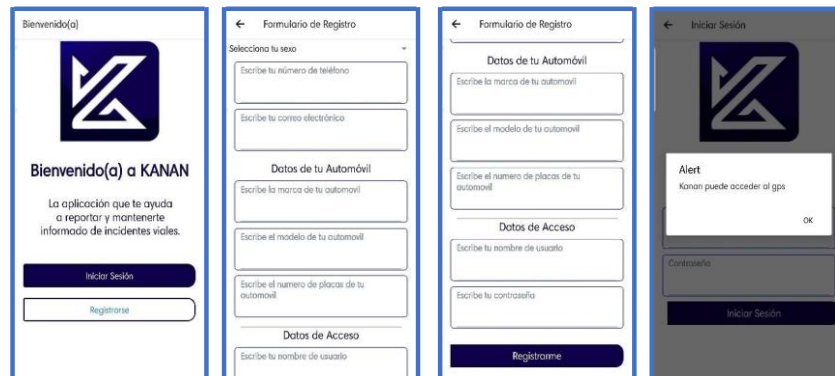 Bienvenido(a)
Bienvenido(a) a KANAN
La aplicación que te ayuda
a reportar y mantenerte
informado de incidentes viales.
Iniciar Sesión
Registrarse
Formulario de Registro
Selecciona tu sexo
Escribe tu número de teléfono
Escribe tu correo electrónico
Datos de tu Automóvil
Escribe la marca de tu automovil
Escribe el modelo de tu automovil
Escribe el numero de placas de tu
automovil
Datos de Acceso
Escribe tu nombre de usuario
Formulario de Registro
Datos de tu Automóvil
Escribe la marca de tu automovil
Escribe el modelo de tu automovil
Escribe el numero de placas de tu
automovil
Datos de Acceso
Escribe tu nombre de usuario
Escribe tu contraseña
Registrarme
Iniciar Sesión
Alert
Kanan puede acceder al gps
OK
Contraseña
Iniciar Sesión